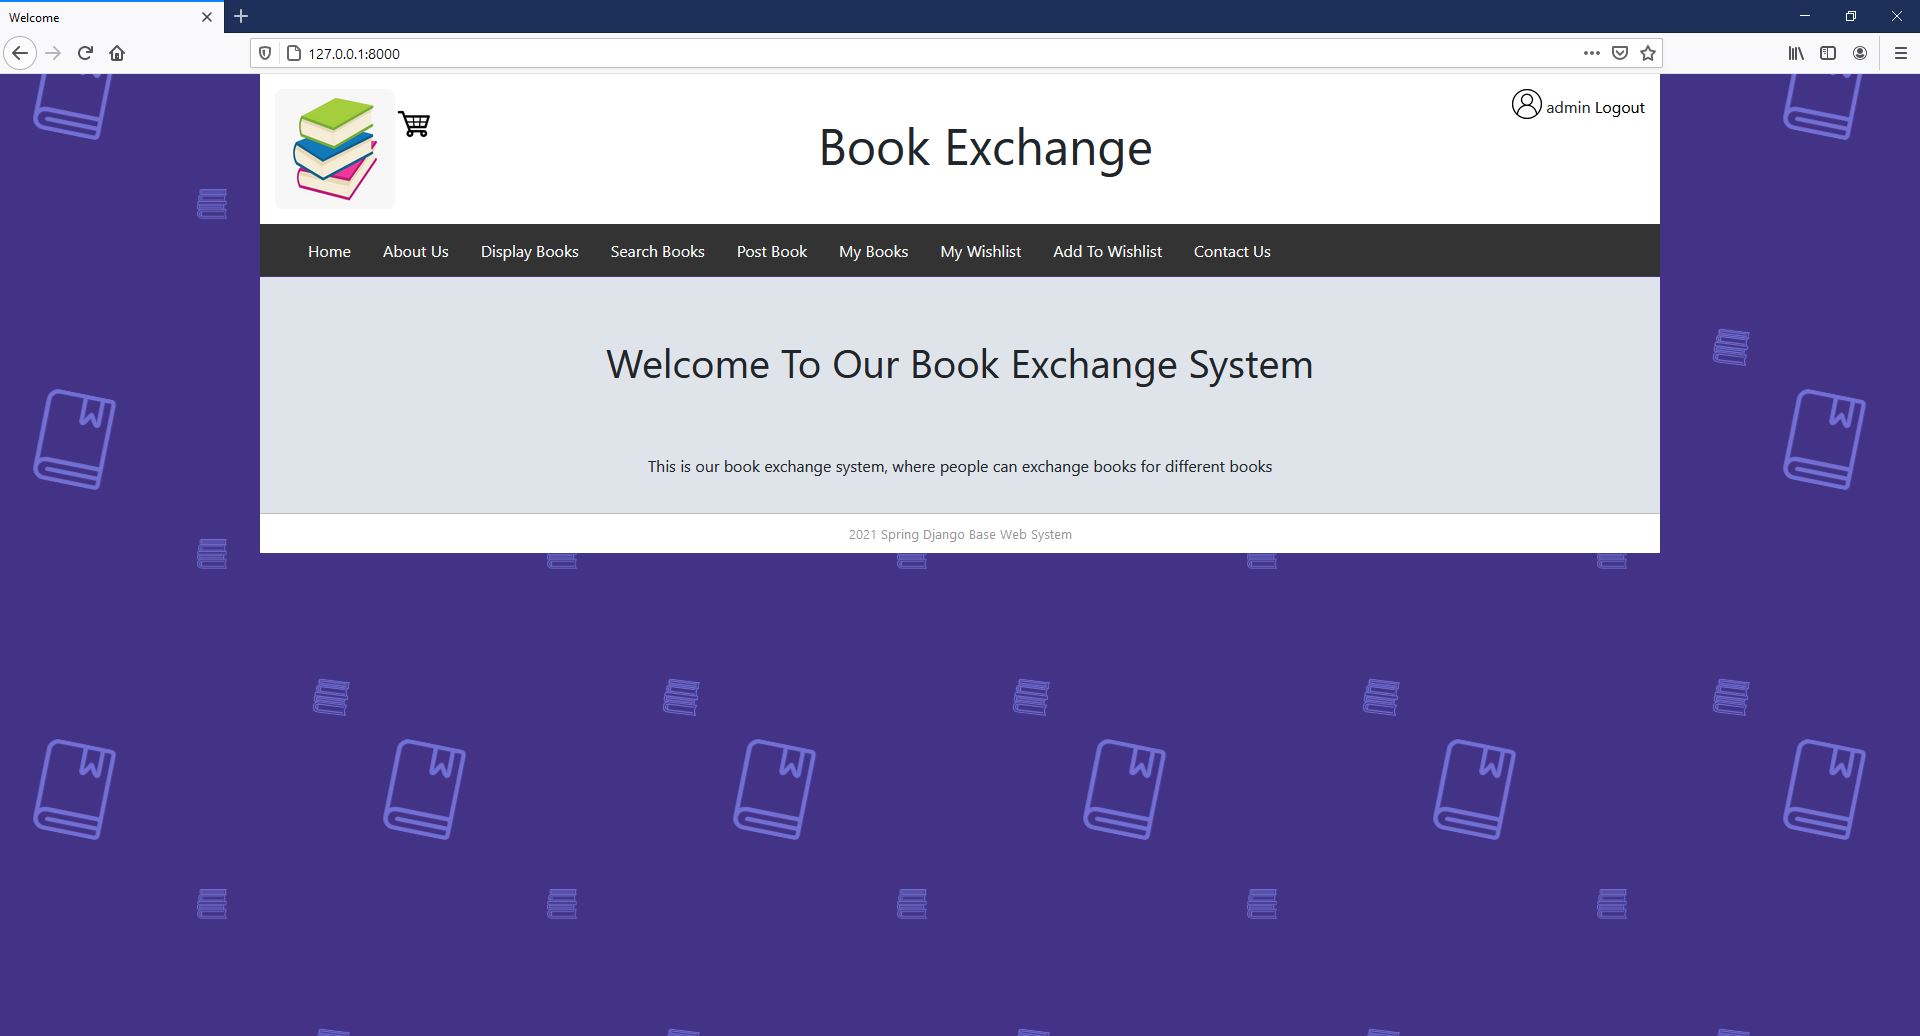 Welcome
127.0.0.1:8000
admin Logout
Book Exchange
Home About Us Display Books Search Books Post Book My Books My Wishlist Add To Wishlist Contact Us
Welcome To Our Book Exchange System
This is our book exchange system, where people can exchange books for different books
2021 Spring Django Base Web System